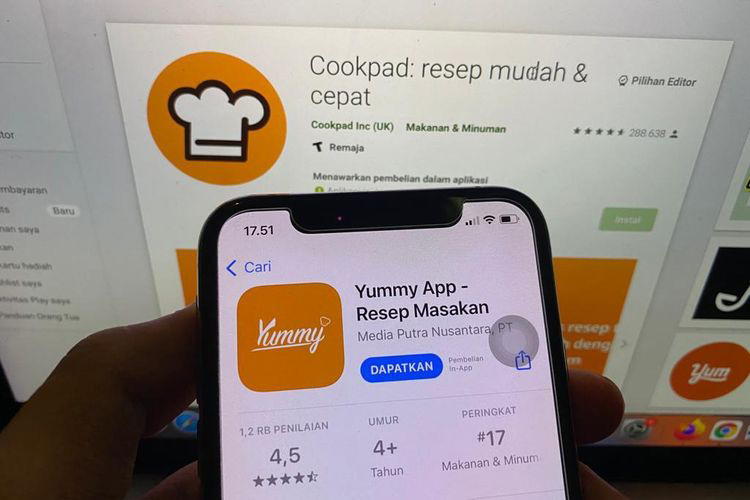 Cookpad: resep mudah &
cepat
Pilihan Editor
Cookpad Inc (UK) Makanan & Minuman
288.638
T Remaja
Menawarkan pembelian dalam aplikasi
Instal
tor
mbayaran
ts Baru
nan saya
kan
kartu hadiah
hlist saya
tivitas Play saya
Panduan Orang Tua
17.51
Cari
Yummy
Yummy App -
Resep Masakan
Media Putra Nusantara, PT
DAPATKAN
Pembelian
In-App
1,2 RB PENILAIAN
4,5
UMUR
4+
Tahun
PERINGKAT
#17
Makanan & Minum
resep
deng
m
Yum